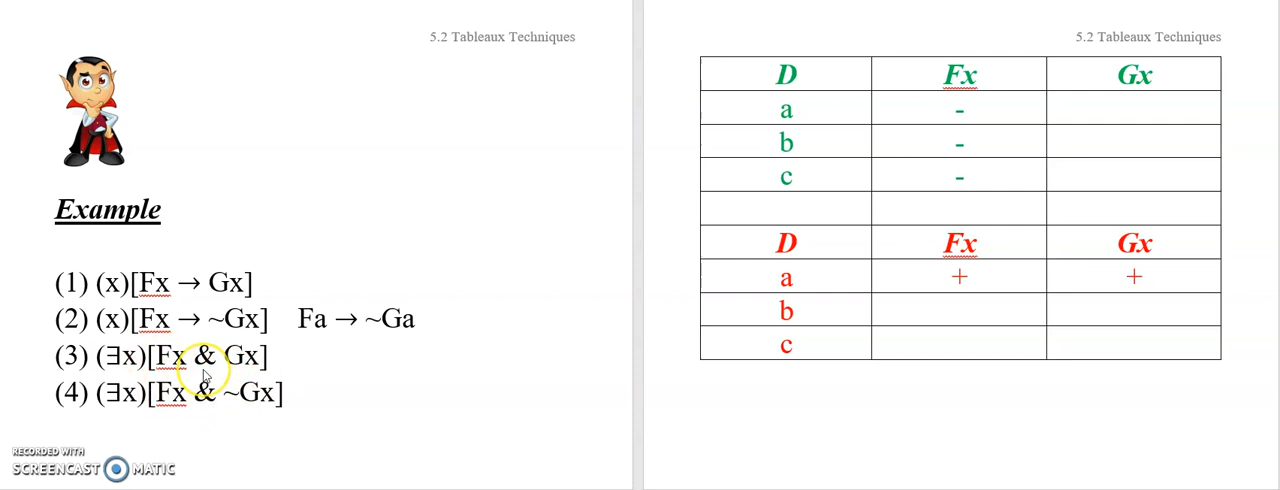 5.2 Tableaux Techniques
Example
(1) (x)[Fx → Gx]
(2) (x)[Fx → ~Gx] Fa → ~Ga
(3) (∃x)[Fx & Gx]
(4) (∃x)[Fx & ~Gx]
RECORDED WITH
SCREENCAST MATIC
5.2 Tableaux Techniques
D Fx Gx
a -
b -
c -
D Fx Gx
a + +
b
c